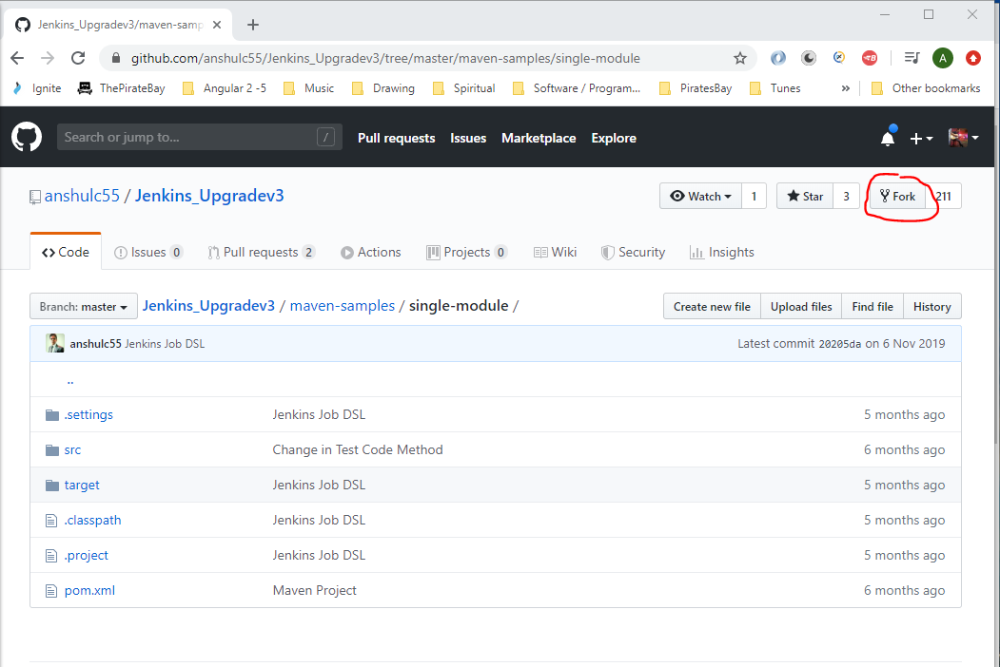 Jenkins_Upgradev3/maven-samp
github.com/anshulc55/Jenkins_Upgradev3/tree/master/maven-samples/single-module
A
Ignite ThePirateBay Angular 2 -5 Music Drawing Spiritual Software / Program... PiratesBay Tunes » Other bookmarks
Search or jump to... / Pull requests Issues Marketplace Explore
anshulc55 / Jenkins_Upgradev3 Watch 1 Star 3 Fork 211
Code Issues 0 Pull requests 2 Actions Projects 0 Wiki Security Insights
Branch: master Jenkins_Upgradev3 / maven-samples / single-module / Create new file Upload files Find file History
anshulc55 Jenkins Job DSL Latest commit 20205da on 6 Nov 2019
..
.settings Jenkins Job DSL 5 months ago
src Change in Test Code Method 6 months ago
target Jenkins Job DSL 5 months ago
.classpath Jenkins Job DSL 5 months ago
.project Jenkins Job DSL 5 months ago
pom.xml Maven Project 6 months ago